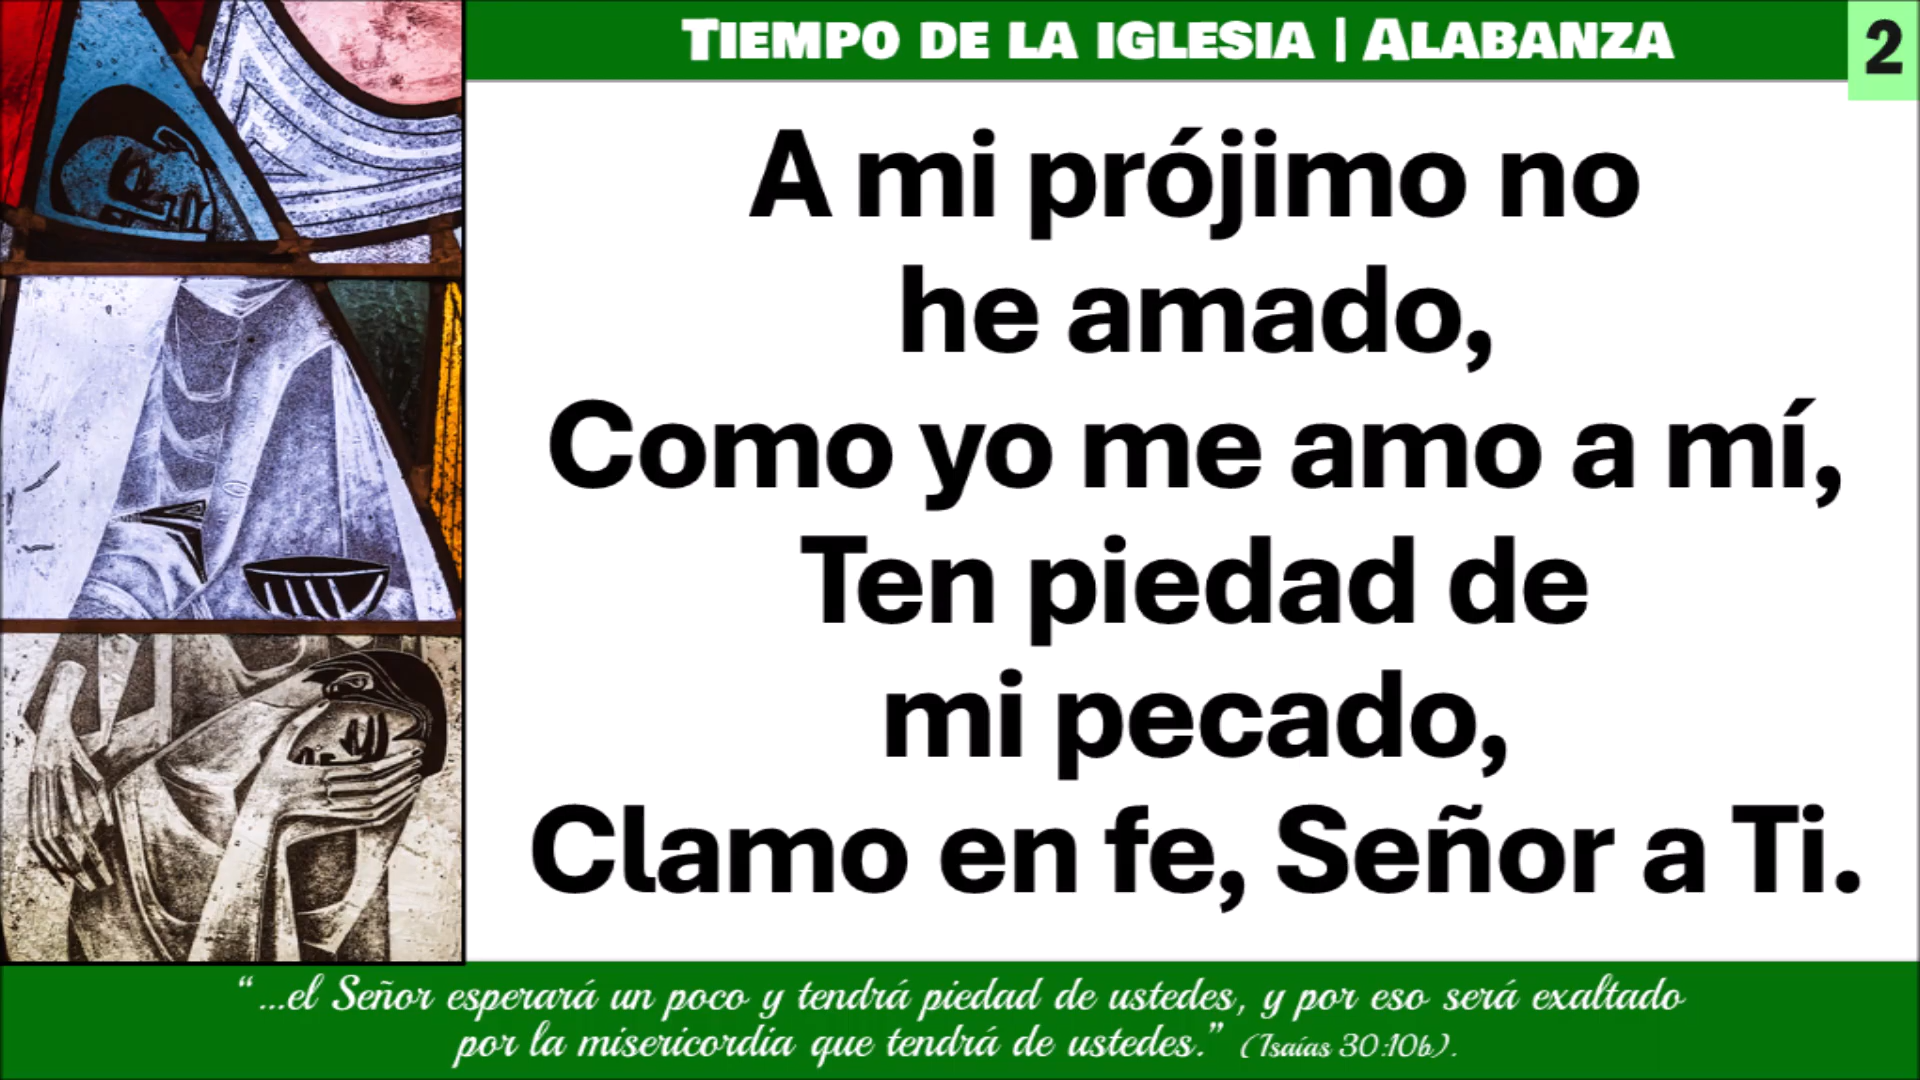 TIEMPO DE LA IGLESIA | ALABANZA
2
A mi prójimo no
he amado,
Como yo me amo a mí,
Ten piedad de
mi pecado,
Clamo en fe, Señor a Ti.
“...el Señor esperará un poco y tendrá piedad de ustedes, y por eso será exaltado
por la misericordia que tendrá de ustedes.” (Isaías 30:10b).